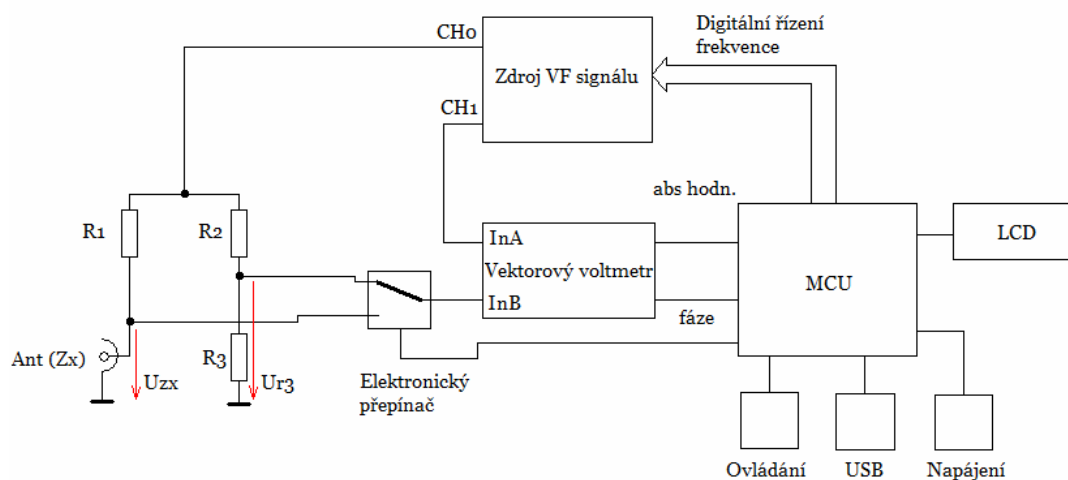 CH0
Zdroj VF signálu
CH1
Digitální řízení
frekvence
R1
R2
R3
Ant (Zx)
Uzx
Ur3
Elektronický
přepínač
InA
Vektorový voltmetr
InB
abs hodn.
fáze
MCU
LCD
Ovládání
USB
Napájení